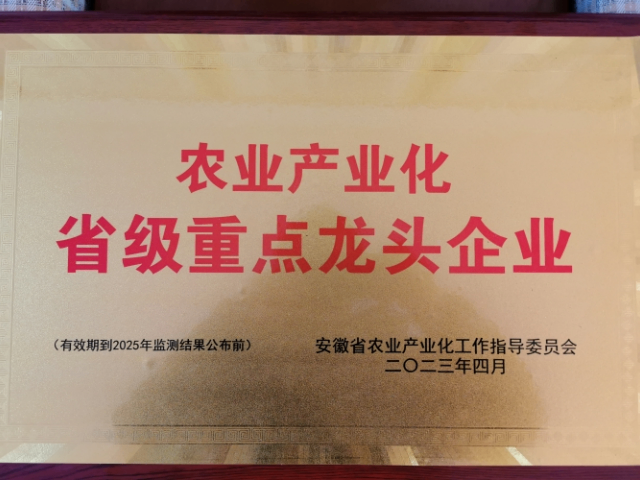 农业产业化
省级重点龙头企业
（有效期到2025年监测结果公布前）
安徽省农业产业化工作指导委员会
二〇二三年四月